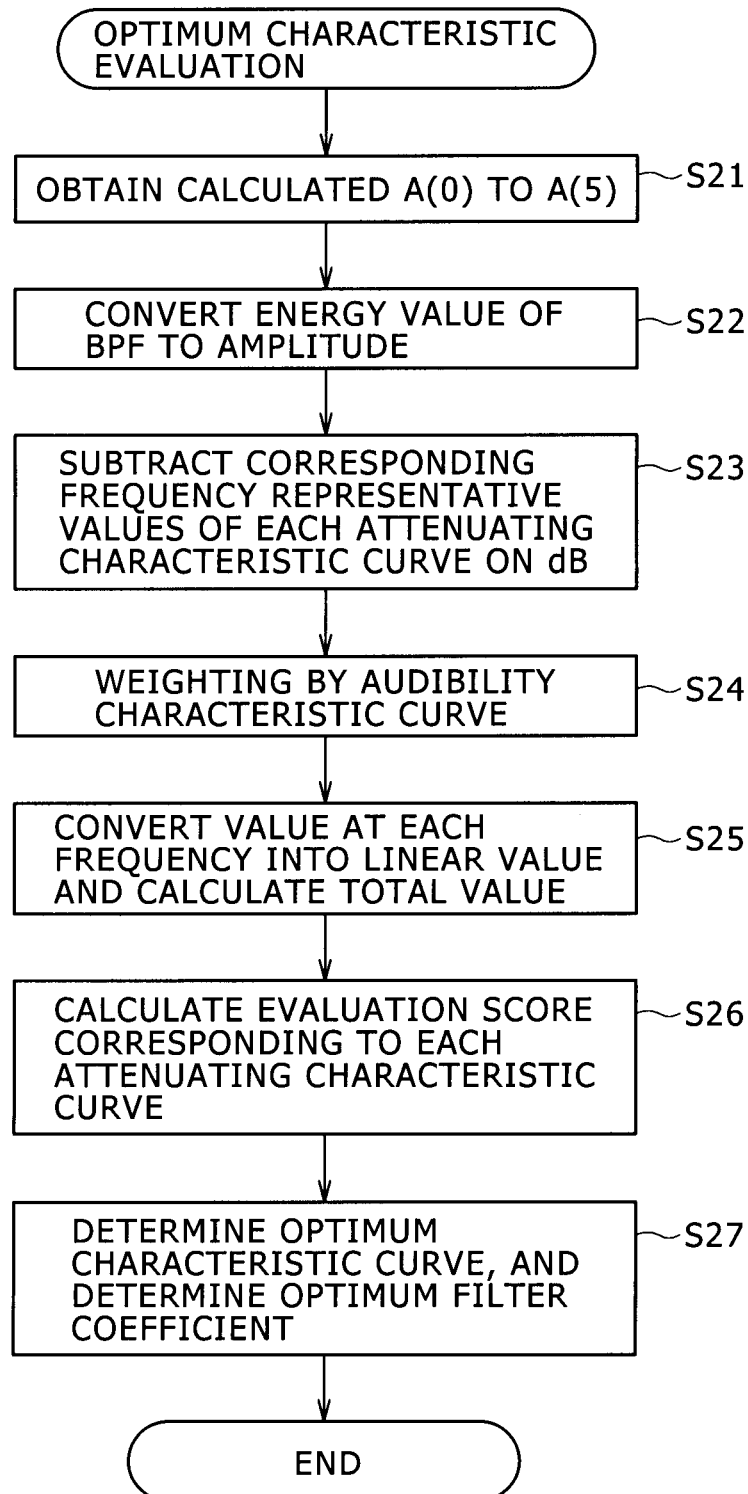 OPTIMUM CHARACTERISTIC
EVALUATION
OBTAIN CALCULATED A(0) TO A(5)
S21
CONVERT ENERGY VALUE OF
BPF TO AMPLITUDE
S22
SUBTRACT CORRESPONDING
FREQUENCY REPRESENTATIVE
VALUES OF EACH ATTENUATING
CHARACTERISTIC CURVE ON dB
S23
WEIGHTING BY AUDIBILITY
CHARACTERISTIC CURVE
S24
CONVERT VALUE AT EACH
FREQUENCY INTO LINEAR VALUE
AND CALCULATE TOTAL VALUE
S25
CALCULATE EVALUATION SCORE
CORRESPONDING TO EACH
ATTENUATING CHARACTERISTIC
CURVE
S26
DETERMINE OPTIMUM
CHARACTERISTIC CURVE, AND
DETERMINE OPTIMUM FILTER
COEFFICIENT
S27
END